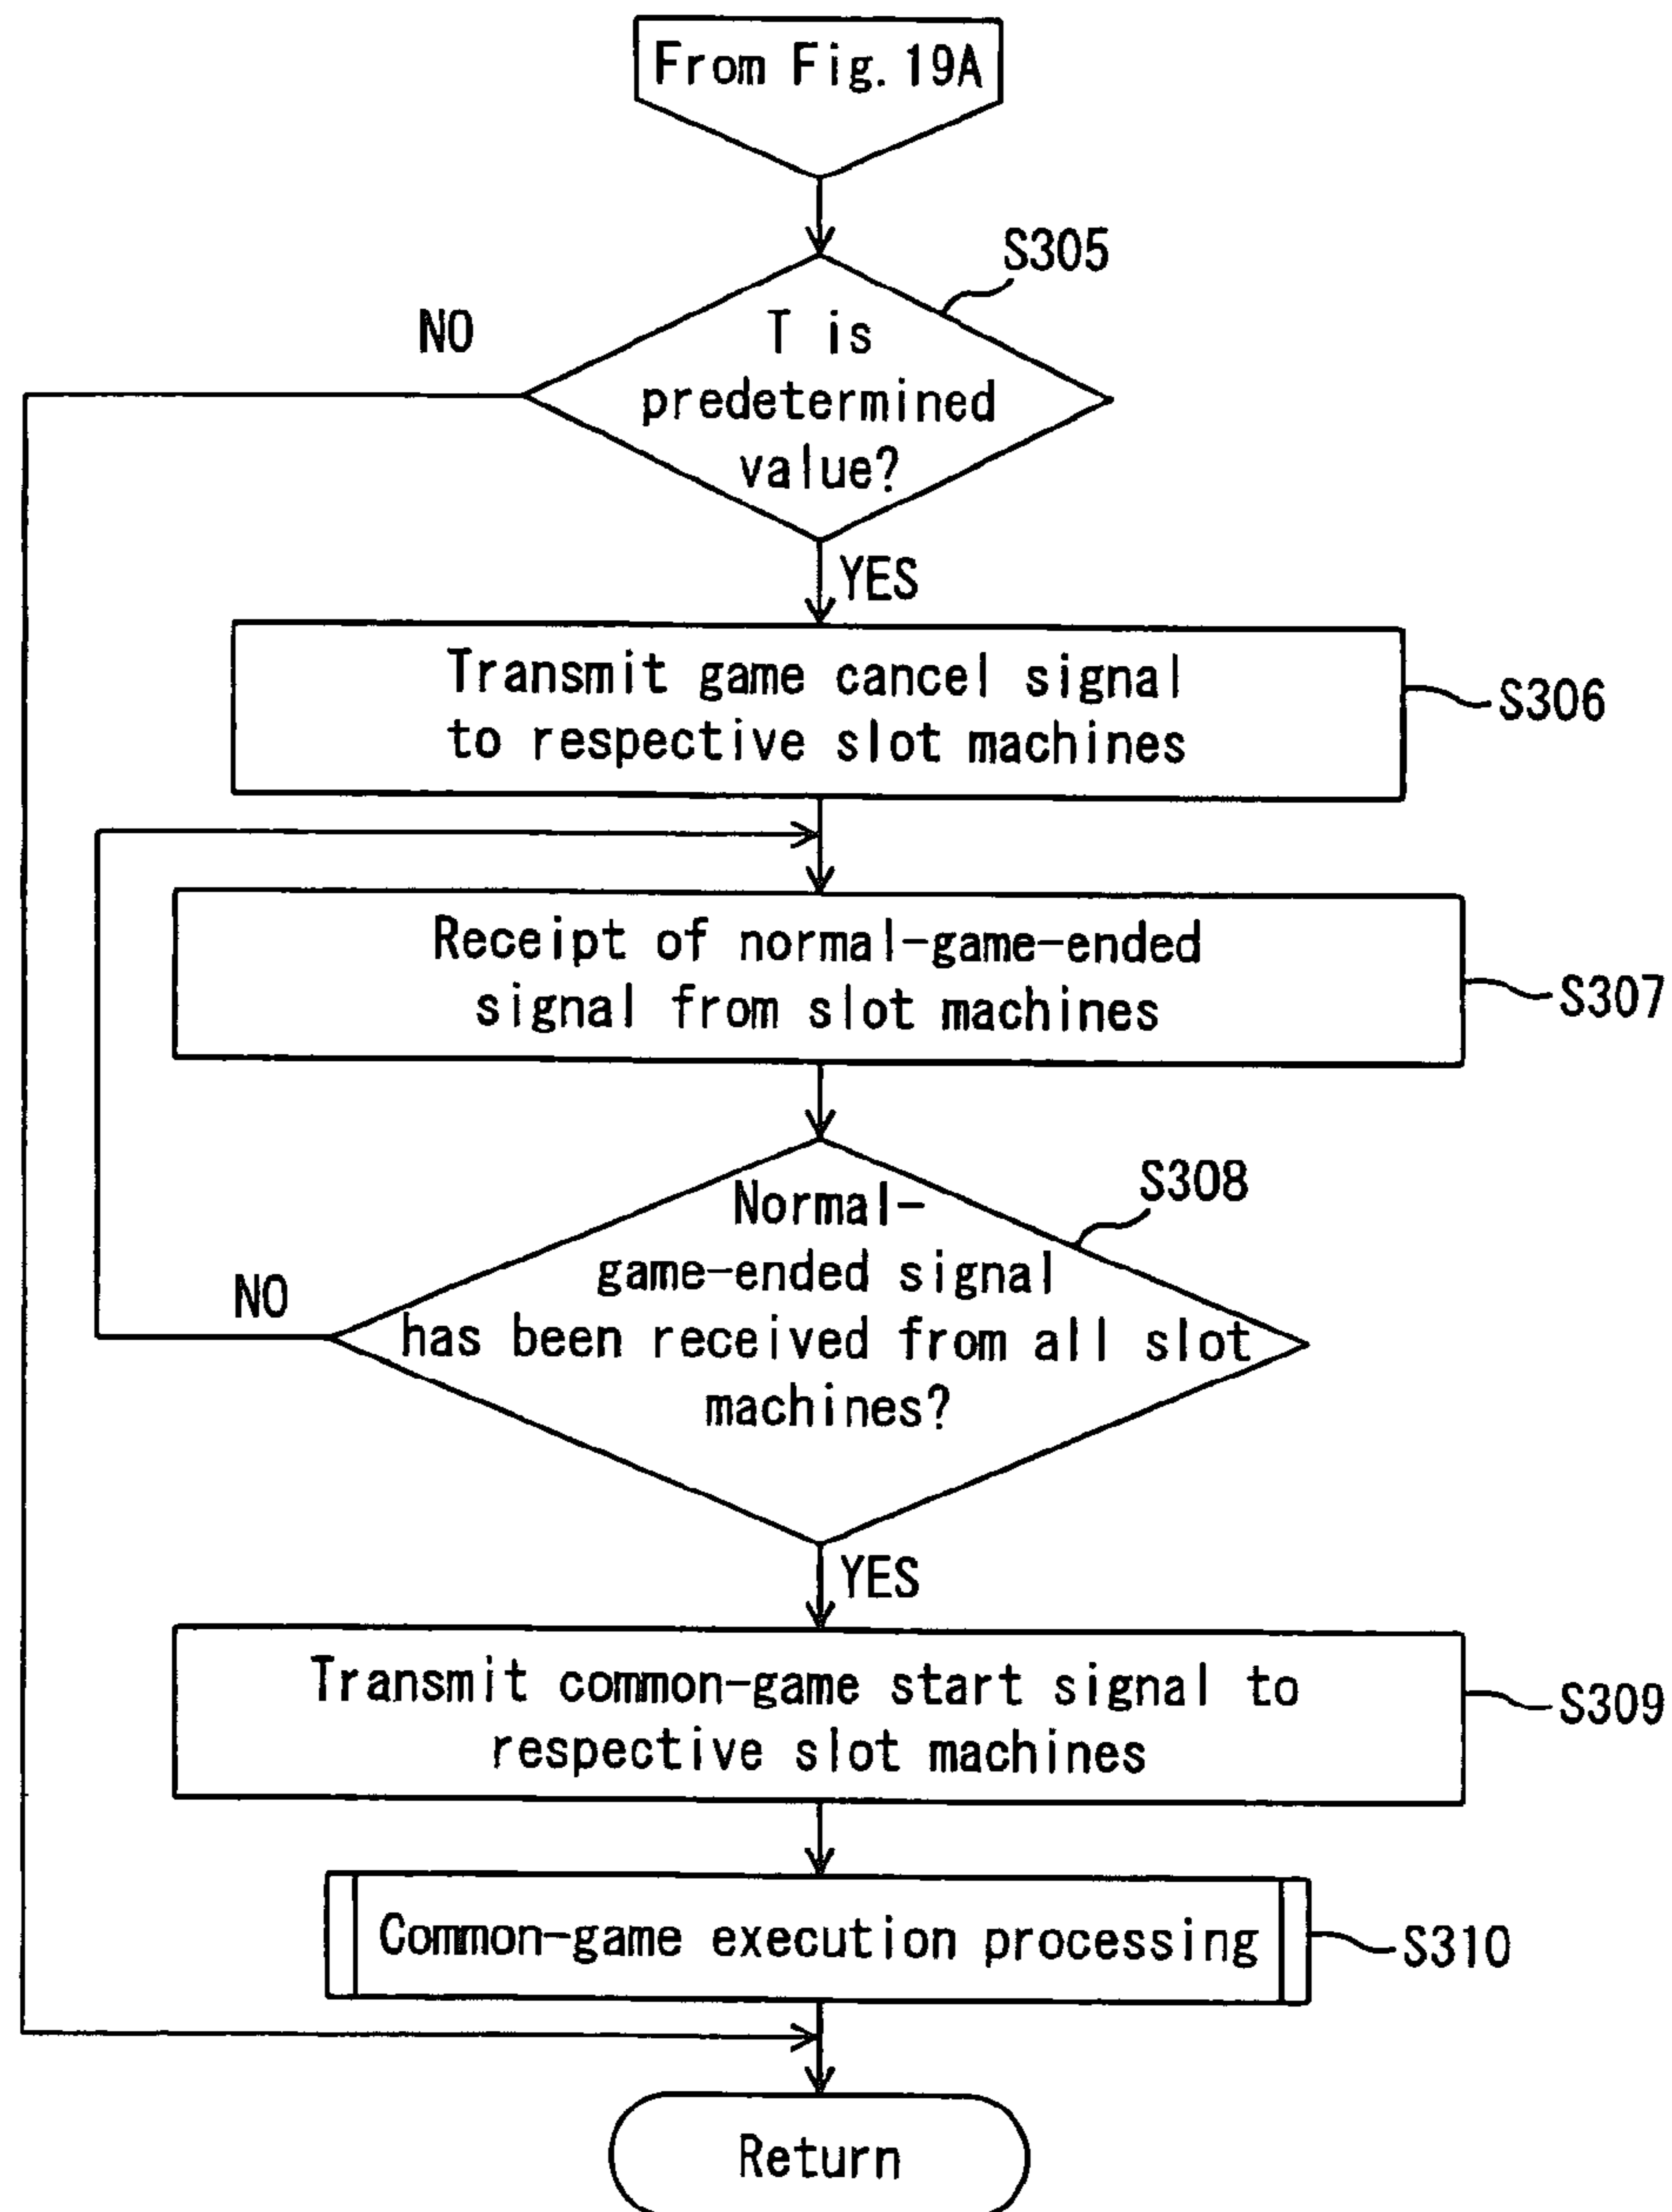 From Fig. 19A
S305
NO
T is
predetermined
value?
YES
Transmit game cancel signal
to respective slot machines
S306
Receipt of normal-game-ended
signal from slot machines
S307
S308
Normal-
game-ended signal
has been received from all slot
machines?
NO
YES
Transmit common-game start signal to
respective slot machines
S309
Common-game execution processing
S310
Return